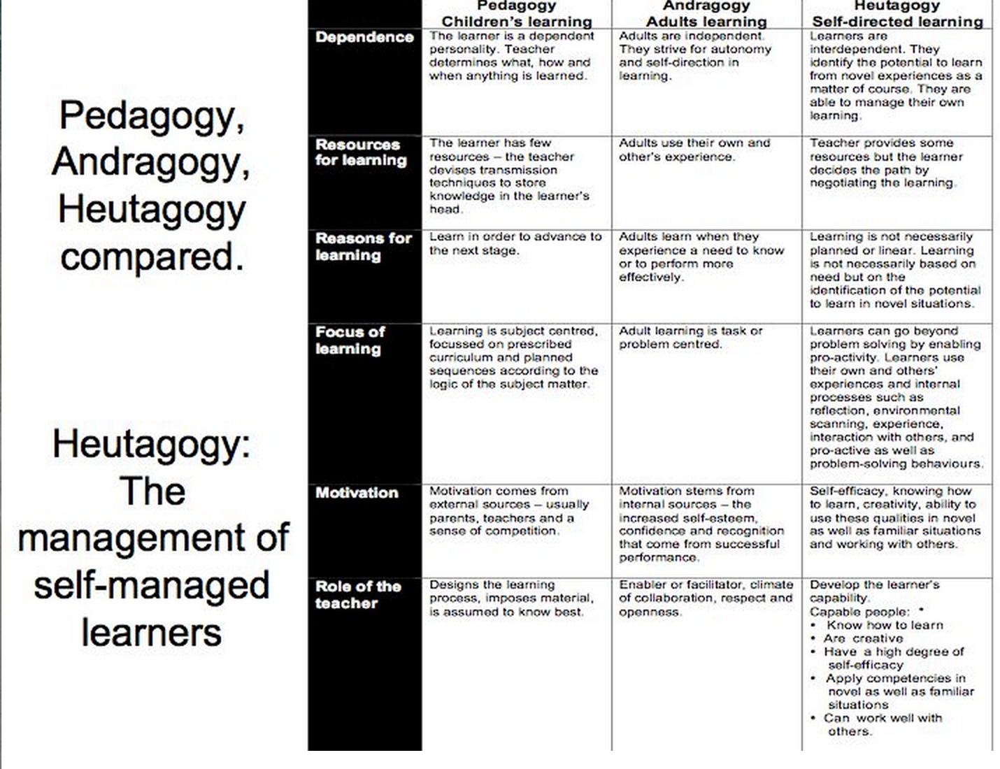 Pedagogy,
Andragogy,
Heutagogy
compared.
Heutagogy:
The
management of
self-managed
learners
Pedagogy
Children's learning
Andragogy
Adults learning
Heutagogy
Self-directed learning
Dependence
The learner is a dependent
personality. Teacher
determines what, how and
when anything is learned.
Adults are independent.
They strive for autonomy
and self-direction in
learning.
Learners are
interdependent. They
identify the potential to learn
from novel experiences as a
matter of course. They are
able to manage their own
learning.
Resources
for learning
The learner has few
resources – the teacher
devises transmission
techniques to store
knowledge in the learner's
head.
Adults use their own and
other's experience.
Teacher provides some
resources but the learner
decides the path by
negotiating the learning.
Reasons for
learning
Learn in order to advance to
the next stage.
Adults learn when they
experience a need to know
or to perform more
effectively.
Learning is not necessarily
planned or linear. Learning
is not necessarily based on
need but on the
identification of the potential
to learn in novel situations.
Focus of
learning
Learning is subject centred,
focussed on prescribed
curriculum and planned
sequences according to the
logic of the subject matter.
Adult learning is task or
problem centred.
Learners can go beyond
problem solving by enabling
pro-activity. Learners use
their own and others'
experiences and internal
processes such as
reflection, environmental
scanning, experience,
interaction with others, and
pro-active as well as
problem-solving behaviours.
Motivation
Motivation comes from
external sources – usually
parents, teachers and a
sense of competition.
Motivation stems from
internal sources – the
increased self-esteem,
confidence and recognition
that come from successful
performance.
Self-efficacy, knowing how
to learn, creativity, ability to
use these qualities in novel
as well as familiar situations
and working with others.
Role of the
teacher
Designs the learning
process, imposes material,
is assumed to know best.
Enabler or facilitator, climate
of collaboration, respect and
openness.
Develop the learner's
capability.
Capable people: *
• Know how to learn
• Are creative
• Have a high degree of
self-efficacy
• Apply competencies in
novel as well as familiar
situations
• Can work well with
others.